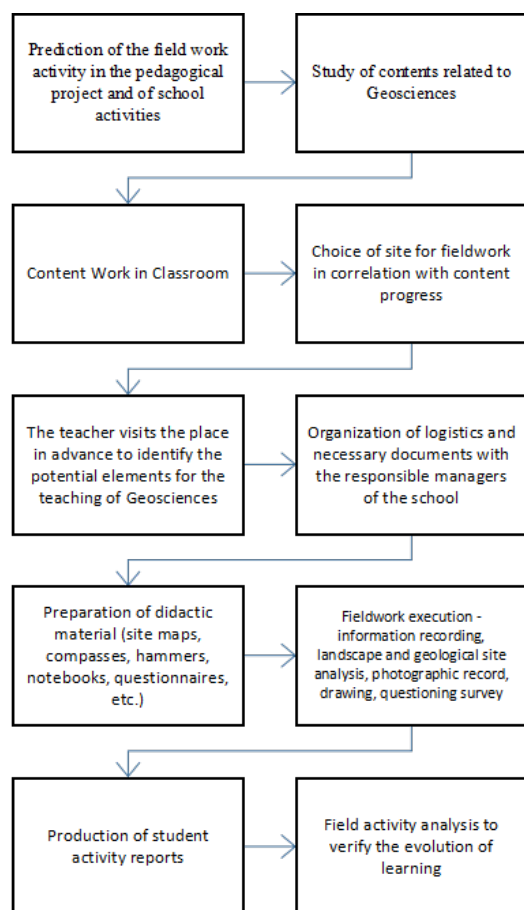 Prediction of the field work
activity in the pedagogical
project and of school
activities
Study of contents related to
Geosciences
Content Work in Classroom
Choice of site for fieldwork
in correlation with content
progress
The teacher visits the place
in advance to identify the
potential elements for the
teaching of Geosciences
Organization of logistics and
necessary documents with
the responsible managers
of the school
Preparation of didactic
material (site maps,
compasses, hammers,
notebooks, questionnaires,
etc.)
Fieldwork execution -
information recording,
landscape and geological site
analysis, photographic record,
drawing, questioning survey
Production of student
activity reports
Field activity analysis to
verify the evolution of
learning